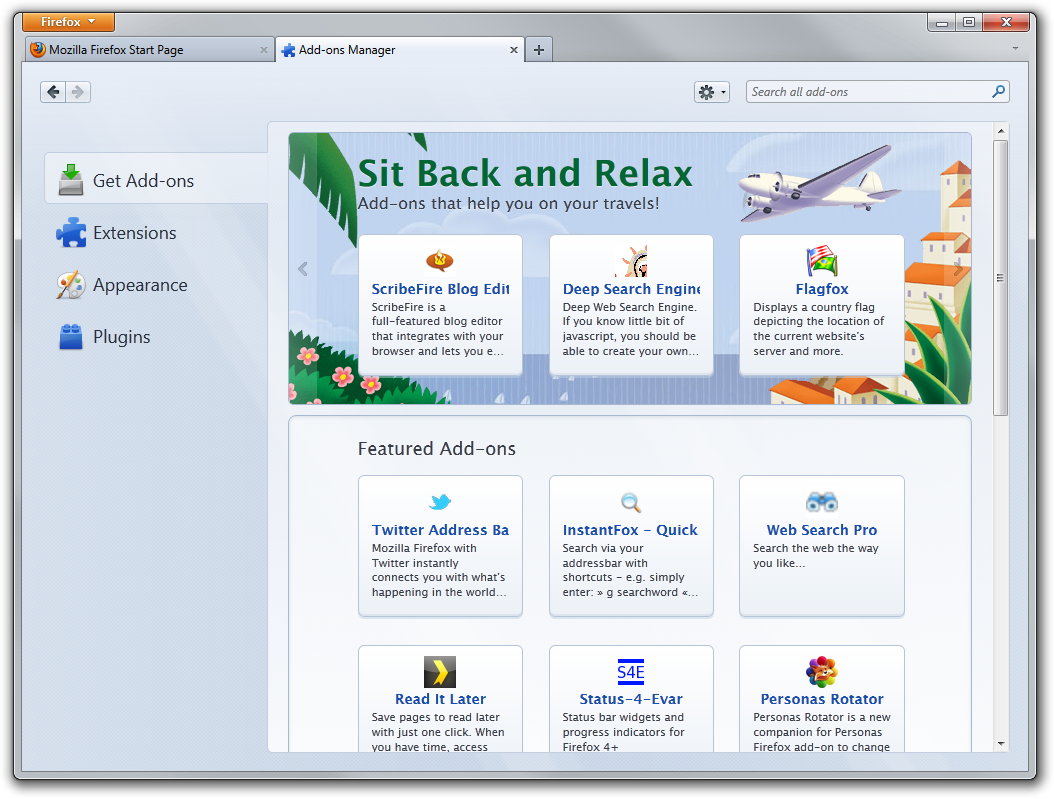 Firefox
Mozilla Firefox Start Page
Add-ons Manager
Search all add-ons
Get Add-ons
Extensions
Appearance
Plugins
Sit Back and Relax
Add-ons that help you on your travels!
ScribeFire Blog Edit
ScribeFire is a
full-featured blog editor
that integrates with your
browser and lets you e...
Deep Search Engine
Deep Web Search Engine.
If you know little bit of
javascript, you should be
able to create your own...
Flagfox
Displays a country flag
depicting the location of
the current website's
server and more.
Featured Add-ons
Twitter Address Ba
Mozilla Firefox with
Twitter instantly
connects you with what's
happening in the world...
InstantFox - Quick
Search via your
addressbar with
shortcuts - e.g. simply
enter: » g searchword «...
Web Search Pro
Search the web the way
you like...
Read It Later
Save pages to read later
with just one click. When
you have time, access
S4E
Status-4-Evar
Status bar widgets and
progress indicators for
Firefox 4+
Personas Rotator
Personas Rotator is a new
companion for Personas
Firefox add-on to change